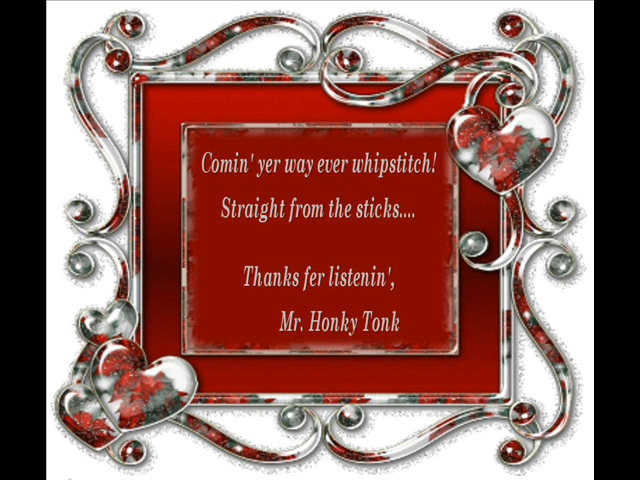 Comin' yer way ever whipstitch!
Straight from the sticks....
Thanks fer listenin',
Mr. Honky Tonk